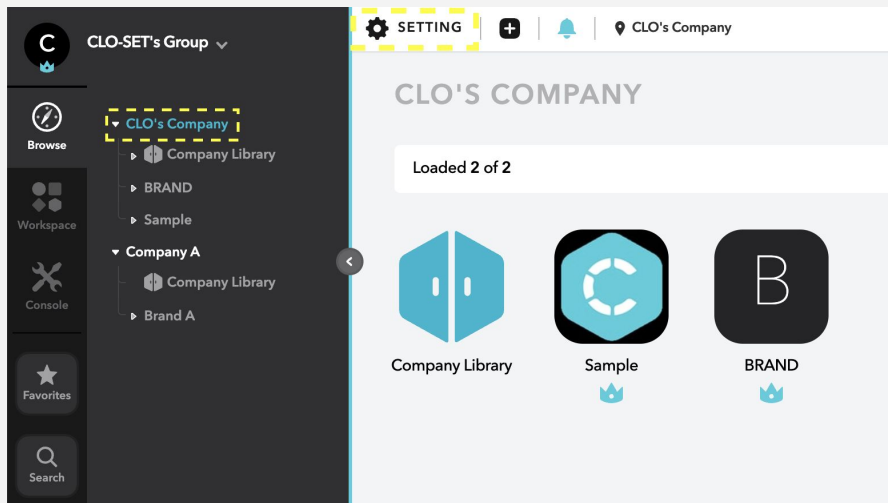 C
CLO-SET's Group
Browse
Workspace
Console
Favorites
Search
CLO's Company
Company Library
BRAND
Sample
Company A
Company Library
Brand A
SETTING
CLO's Company
CLO'S COMPANY
Loaded 2 of 2
Company Library
C
Sample
B
BRAND